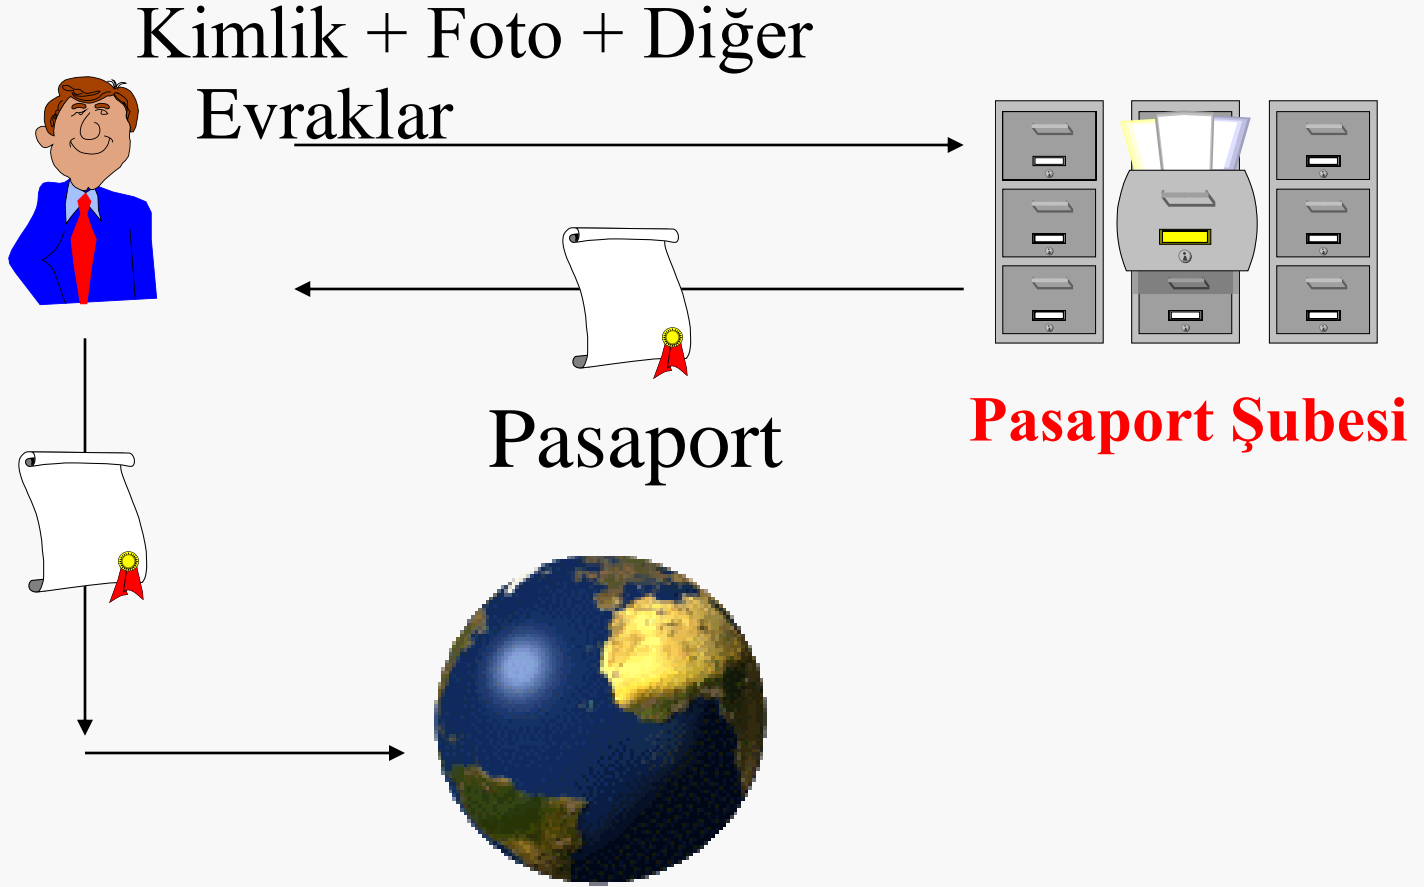 Kimlik + Foto + Diğer
Evraklar
Pasaport Şubesi
Pasaport